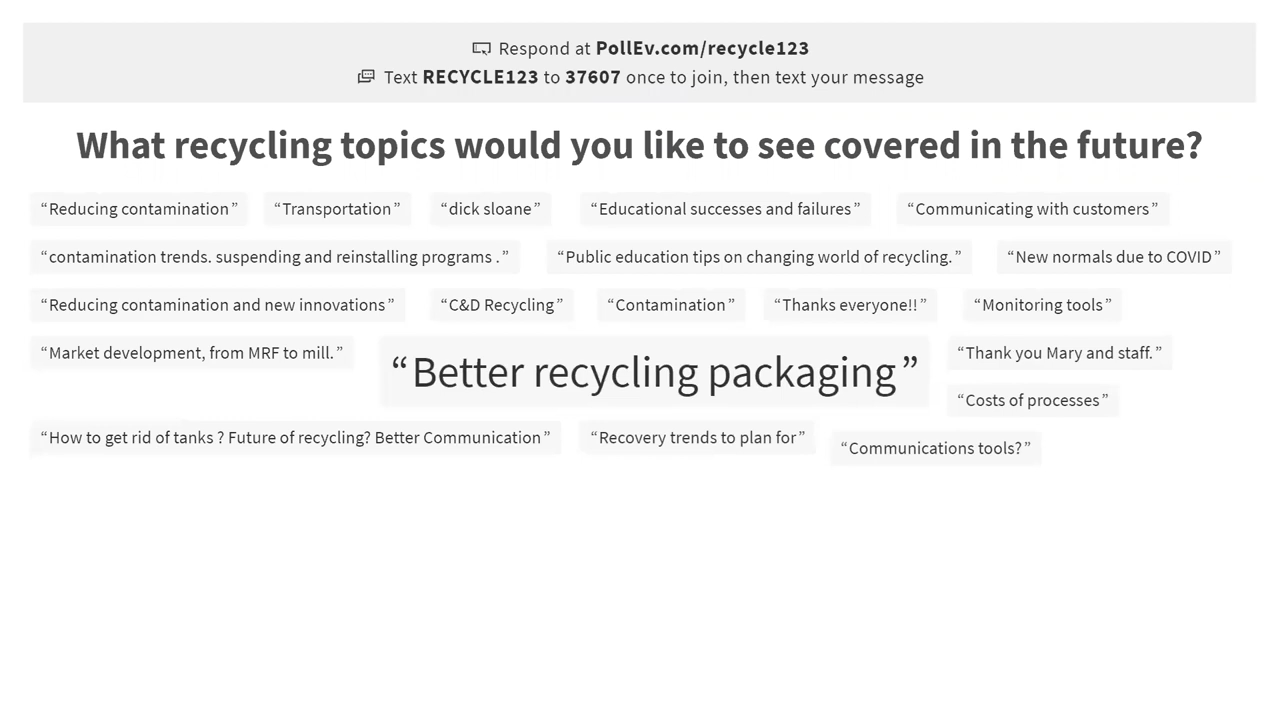 Respond at PollEv.com/recycle123
Text RECYCLE123 to 37607 once to join, then text your message
What recycling topics would you like to see covered in the future?
“Reducing contamination” “Transportation” “dick sloane” “Educational successes and failures” “Communicating with customers”
“contamination trends. suspending and reinstalling programs .” “Public education tips on changing world of recycling.” “New normals due to COVID”
“Reducing contamination and new innovations” “C&D Recycling” “Contamination” “Thanks everyone!!” “Monitoring tools”
“Market development, from MRF to mill.” “Better recycling packaging” “Thank you Mary and staff.”
“Costs of processes”
“How to get rid of tanks ? Future of recycling? Better Communication” “Recovery trends to plan for” “Communications tools?”